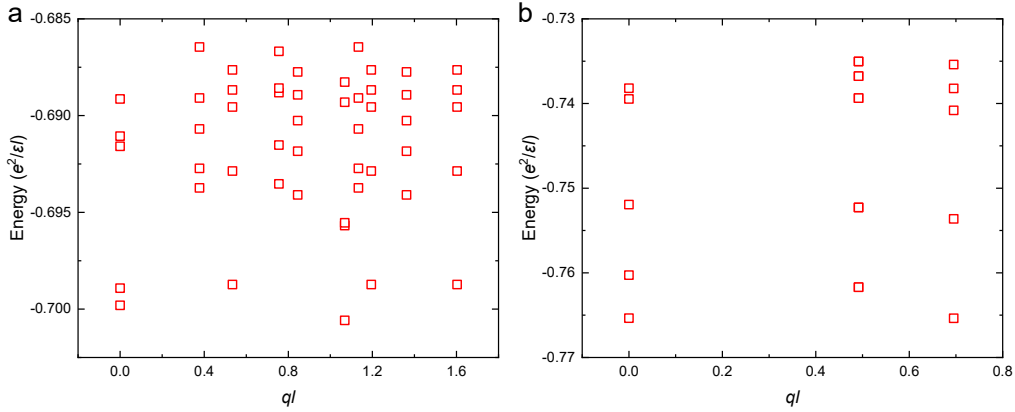 a
-0.685
-0.690
-0.695
-0.700
Energy (e²/εl)
0.0 0.4 0.8 1.2 1.6
ql
b
-0.73
-0.74
-0.75
-0.76
-0.77
Energy (e²/εl)
0.0 0.2 0.4 0.6 0.8
ql